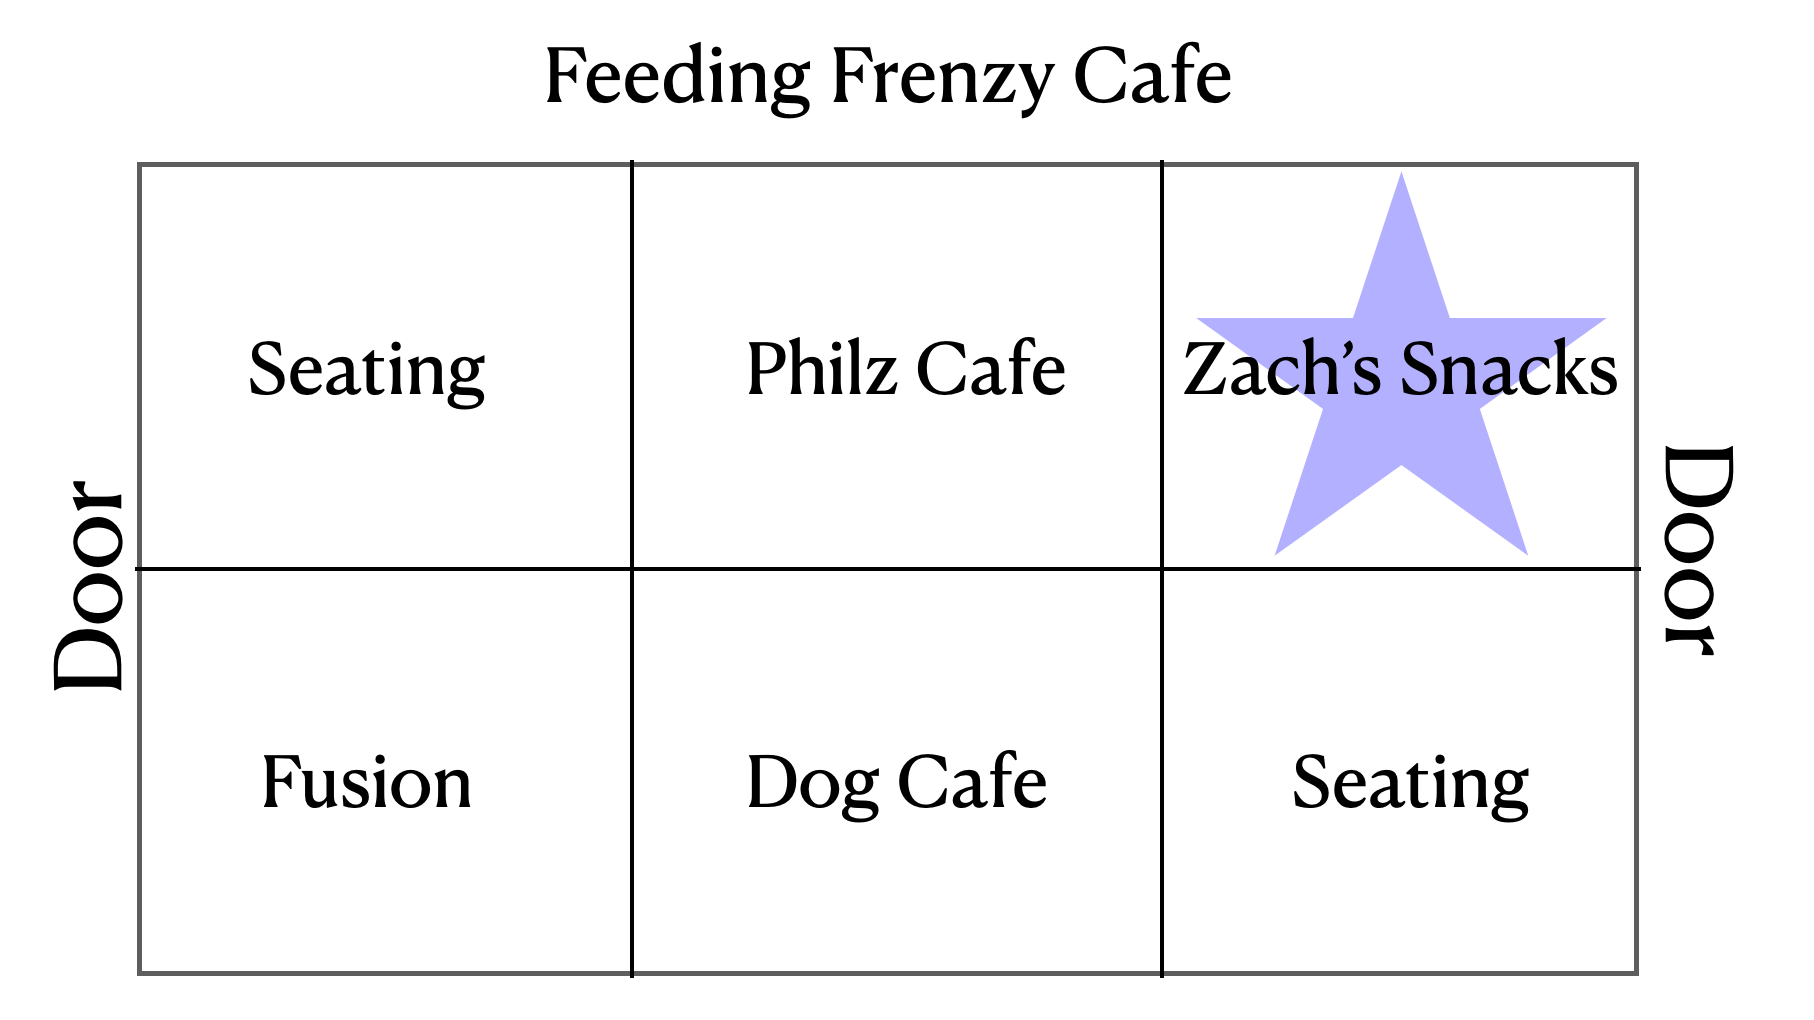 Feeding Frenzy Cafe
Seating
Philz Cafe
Zach’s Snacks
Door
Door
Fusion
Dog Cafe
Seating